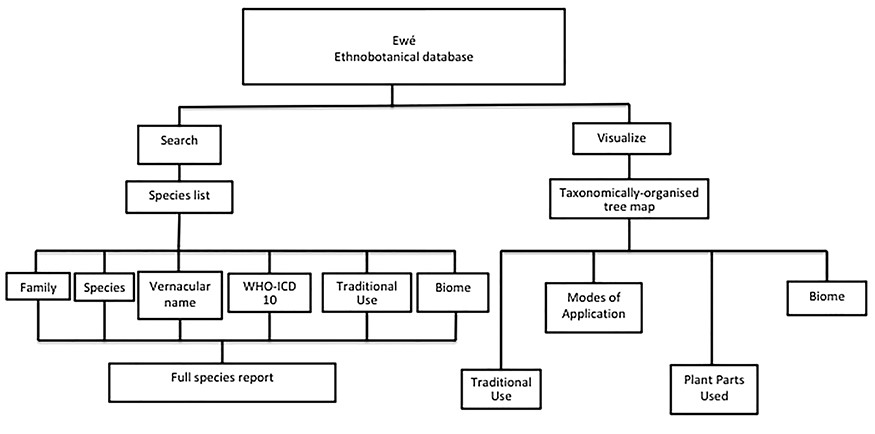 Ewé
Ethnobotanical database
Search
Visualize
Species list
Taxonomically-organised
tree map
Family
Species
Vernacular
name
WHO-ICD
10
Traditional
Use
Biome
Modes of
Application
Biome
Full species report
Traditional
Use
Plant Parts
Used